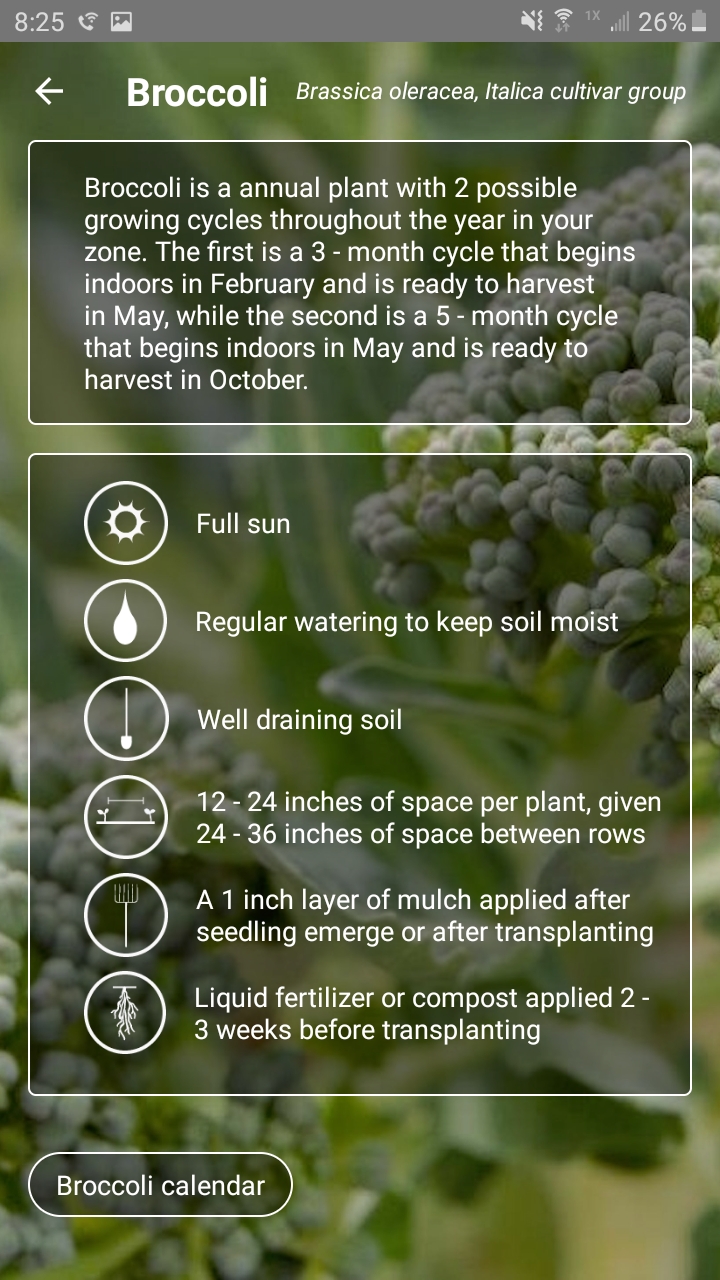 8:25
1X
26%
Broccoli
Brassica oleracea, Italica cultivar group
Broccoli is a annual plant with 2 possible
growing cycles throughout the year in your
zone. The first is a 3 - month cycle that begins
indoors in February and is ready to harvest
in May, while the second is a 5 - month cycle
that begins indoors in May and is ready to
harvest in October.
Full sun
Regular watering to keep soil moist
Well draining soil
12 - 24 inches of space per plant, given
24 - 36 inches of space between rows
A 1 inch layer of mulch applied after
seedling emerge or after transplanting
Liquid fertilizer or compost applied 2 -
3 weeks before transplanting
Broccoli calendar